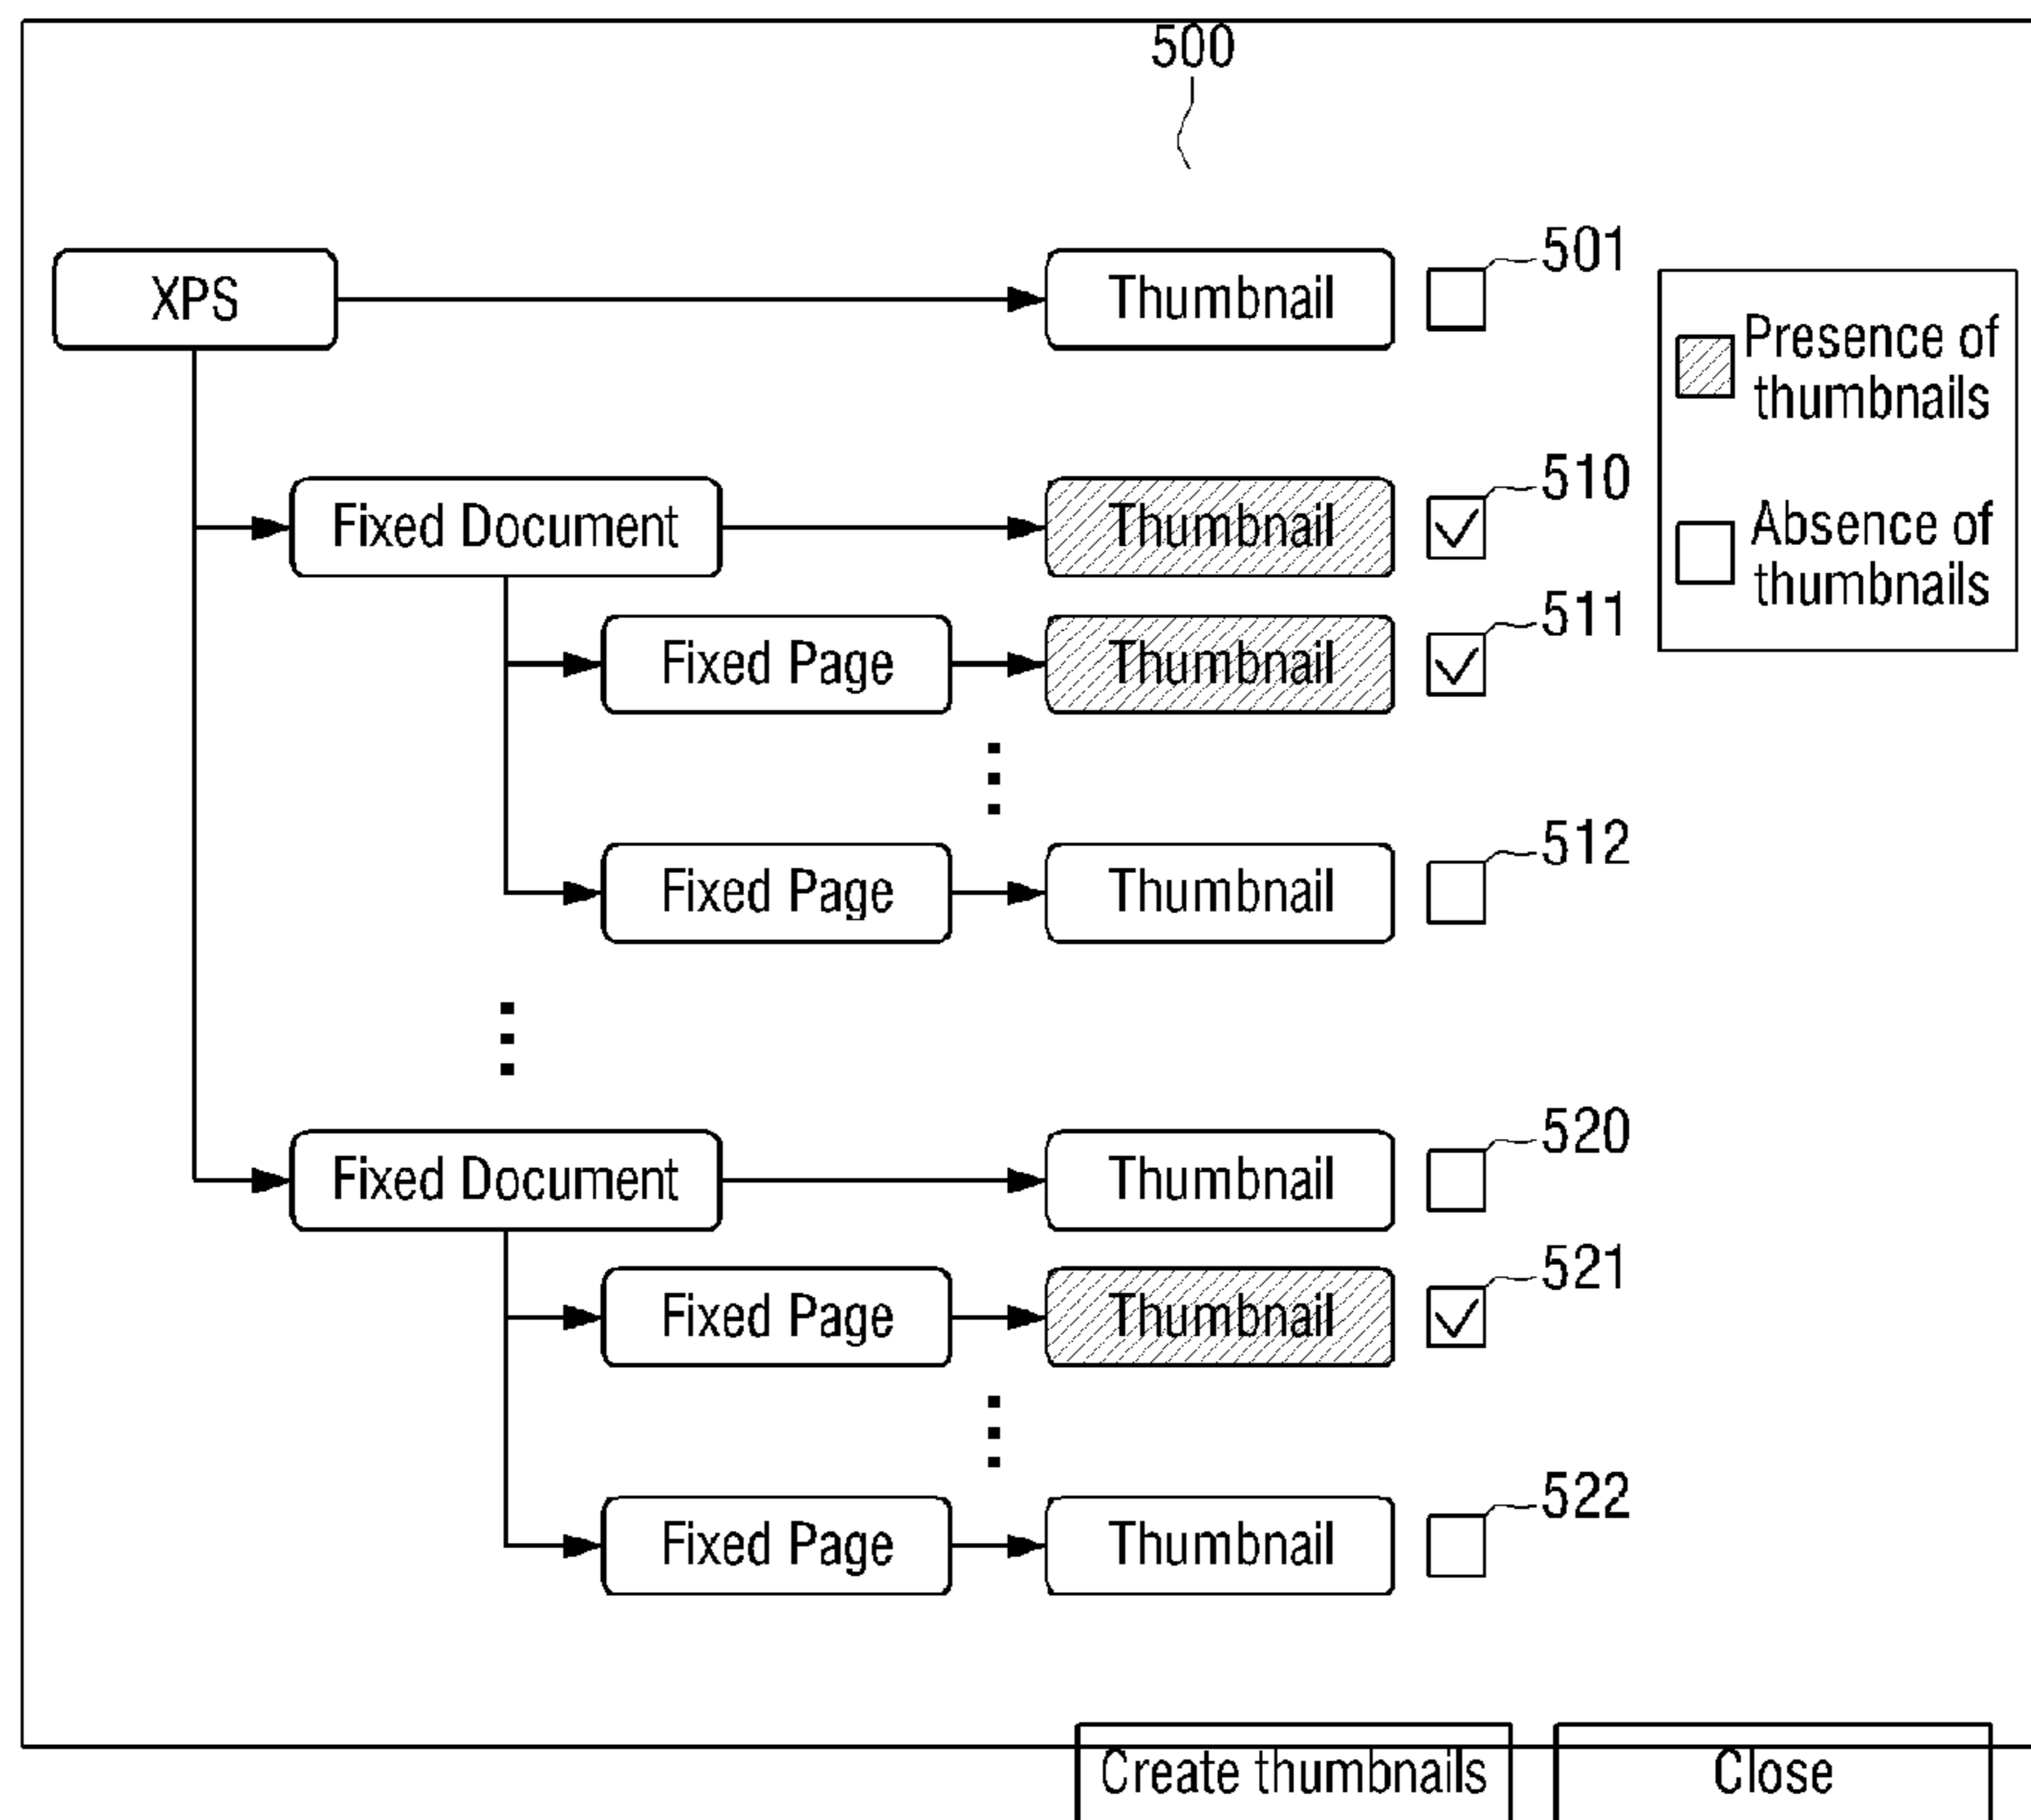 500
XPS
Thumbnail
501
Presence of
thumbnails
Absence of
thumbnails
Fixed Document
Thumbnail
510
Fixed Page
Thumbnail
511
Fixed Page
Thumbnail
512
Fixed Document
Thumbnail
520
Fixed Page
Thumbnail
521
Fixed Page
Thumbnail
522
Create thumbnails
Close